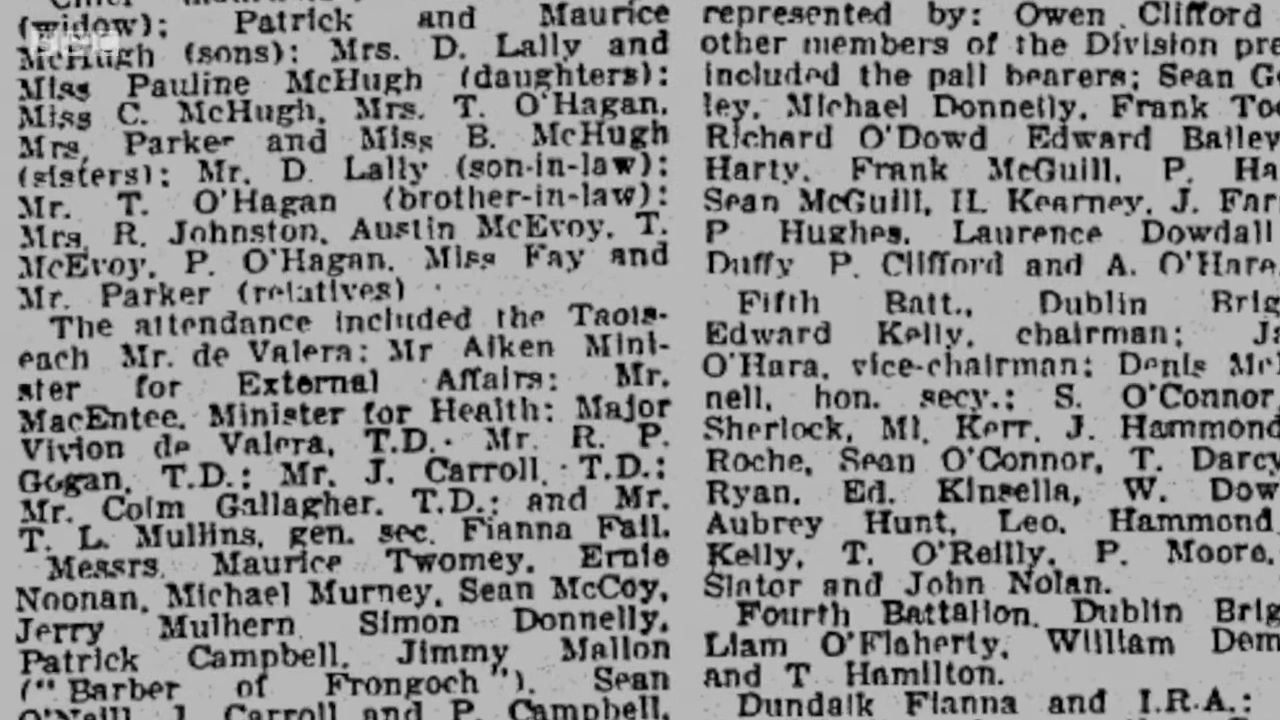 (widow); Patrick and Maurice
McHugh (sons); Mrs. D. Lally and
Miss Pauline McHugh (daughters);
Miss C. McHugh, Mrs. T. O'Hagan,
Mrs. Parker and Miss B. McHugh
(sisters); Mr. D. Lally (son-in-law);
Mr. T. O'Hagan (brother-in-law);
Mrs. R. Johnston, Austin McEvoy, T.
McEvoy, P. O'Hagan, Miss Fay and
Mr. Parker (relatives)
The attendance included the Taois-
each Mr. de Valera; Mr Aiken Mini-
ster for External Affairs; Mr.
MacEntee, Minister for Health; Major
Vivion de Valera, T.D.; Mr. R. P.
Gogan, T.D.; Mr. J. Carroll, T.D.;
Mr. Colm Gallagher, T.D.; and Mr.
T. L. Mullins, gen. sec. Fianna Fail.
Messrs. Maurice Twomey, Ernie
Noonan, Michael Murney, Sean McCoy,
Jerry Mulhern Simon Donnelly,
Patrick Campbell, Jimmy Mallon
("Barber of Frongoch"), Sean
O'Neill J. Carroll and P. Campbell,
represented by: Owen Clifford
other members of the Division
included the pall bearers; Sean
ley, Michael Donnelly, Frank
Richard O'Dowd Edward Bailey
Harty, Frank McGuill, P.
Sean McGuill, H. Kearney, J.
P Hughes, Laurence Dowdall
Duffy P. Clifford and A. O'Hare,
Fifth Batt., Dublin Brig
Edward Kelly, chairman;
O'Hara, vice-chairman; Denis
nell, hon. secy.; S. O'Connor
Sherlock, Ml. Kerr, J. Hammond
Roche, Sean O'Connor, T. Darcy
Ryan, Ed. Kinsella, W. Dow
Aubrey Hunt, Leo. Hammond
Kelly, T. O'Reilly, P. Moore,
Slator and John Nolan.
Fourth Battalion, Dublin Brig
Liam O'Flaherty, William Dem
and T Hamilton.
Dundalk Fianna and I.R.A.: